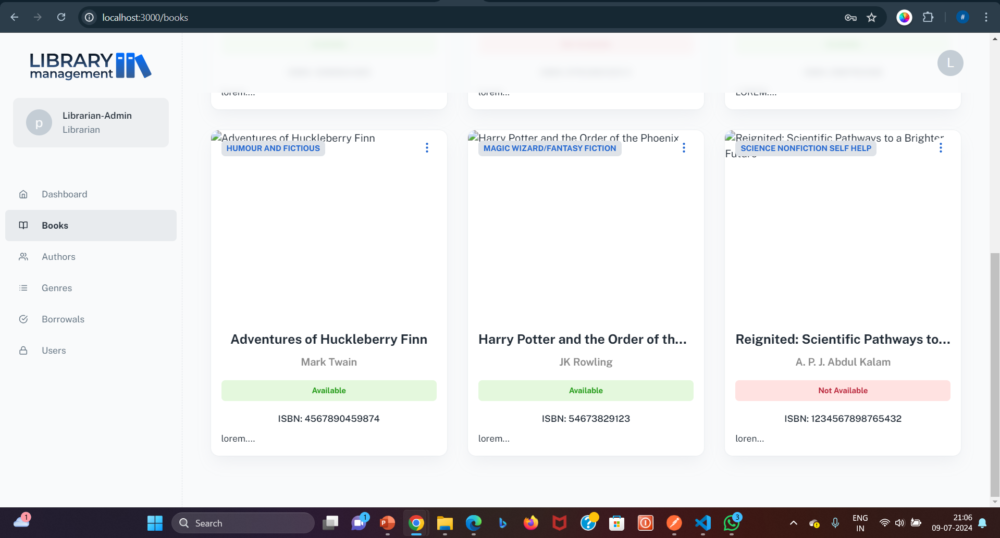 localhost:3000/books
#
LIBRARY
management
L
p
Librarian-Admin
Librarian
Dashboard
Books
Authors
Genres
Borrowals
Users
lorem....
lorem...
LOREM....
Adventures of Huckleberry Finn
HUMOUR AND FICTIOUS
Adventures of Huckleberry Finn
Mark Twain
Available
ISBN: 4567890459874
lorem....
Harry Potter and the Order of the Phoenix
MAGIC WIZARD/FANTASY FICTION
Harry Potter and the Order of th...
JK Rowling
Available
ISBN: 54673829123
lorem...
Reignited: Scientific Pathways to a Brighter
Future
SCIENCE NONFICTION SELF HELP
Reignited: Scientific Pathways to...
A. P. J. Abdul Kalam
Not Available
ISBN: 1234567898765432
loren...
1
Search
1
3
ENG
IN
21:06
09-07-2024